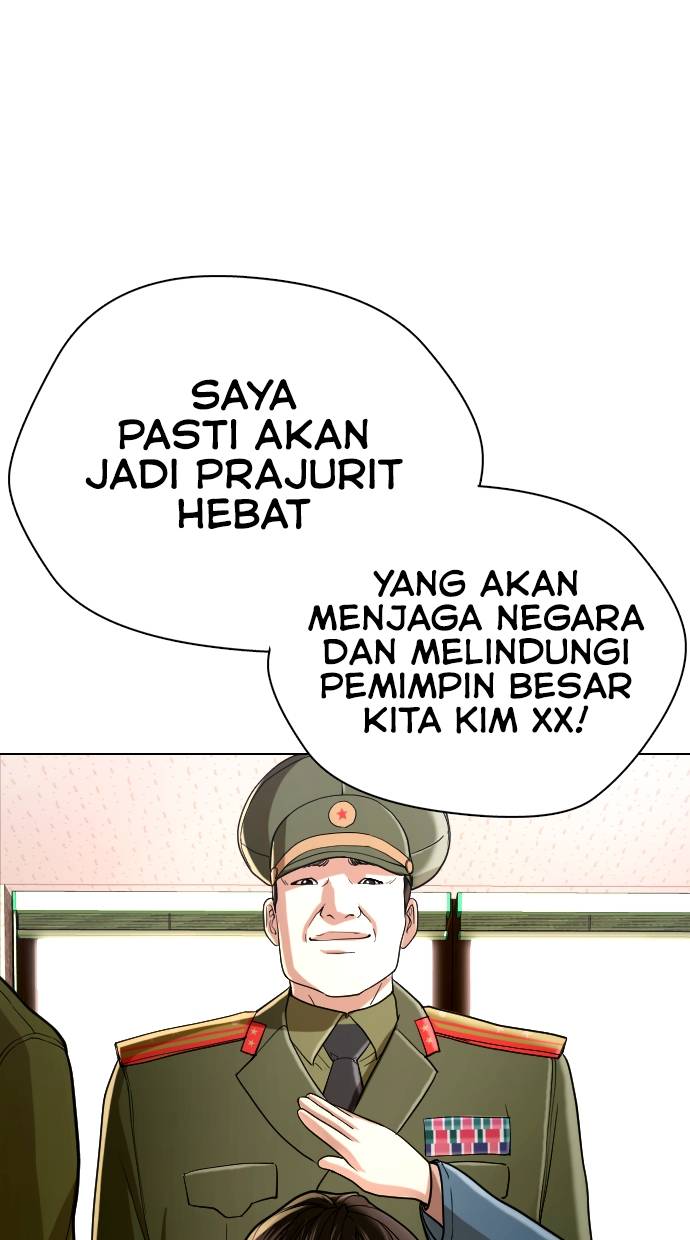 SAYA
PASTI AKAN
JADI PRAJURIT
HEBAT
YANG AKAN
MENJAGA NEGARA
DAN MELINDUNGI
PEMIMPIN BESAR
KITA KIM XX!